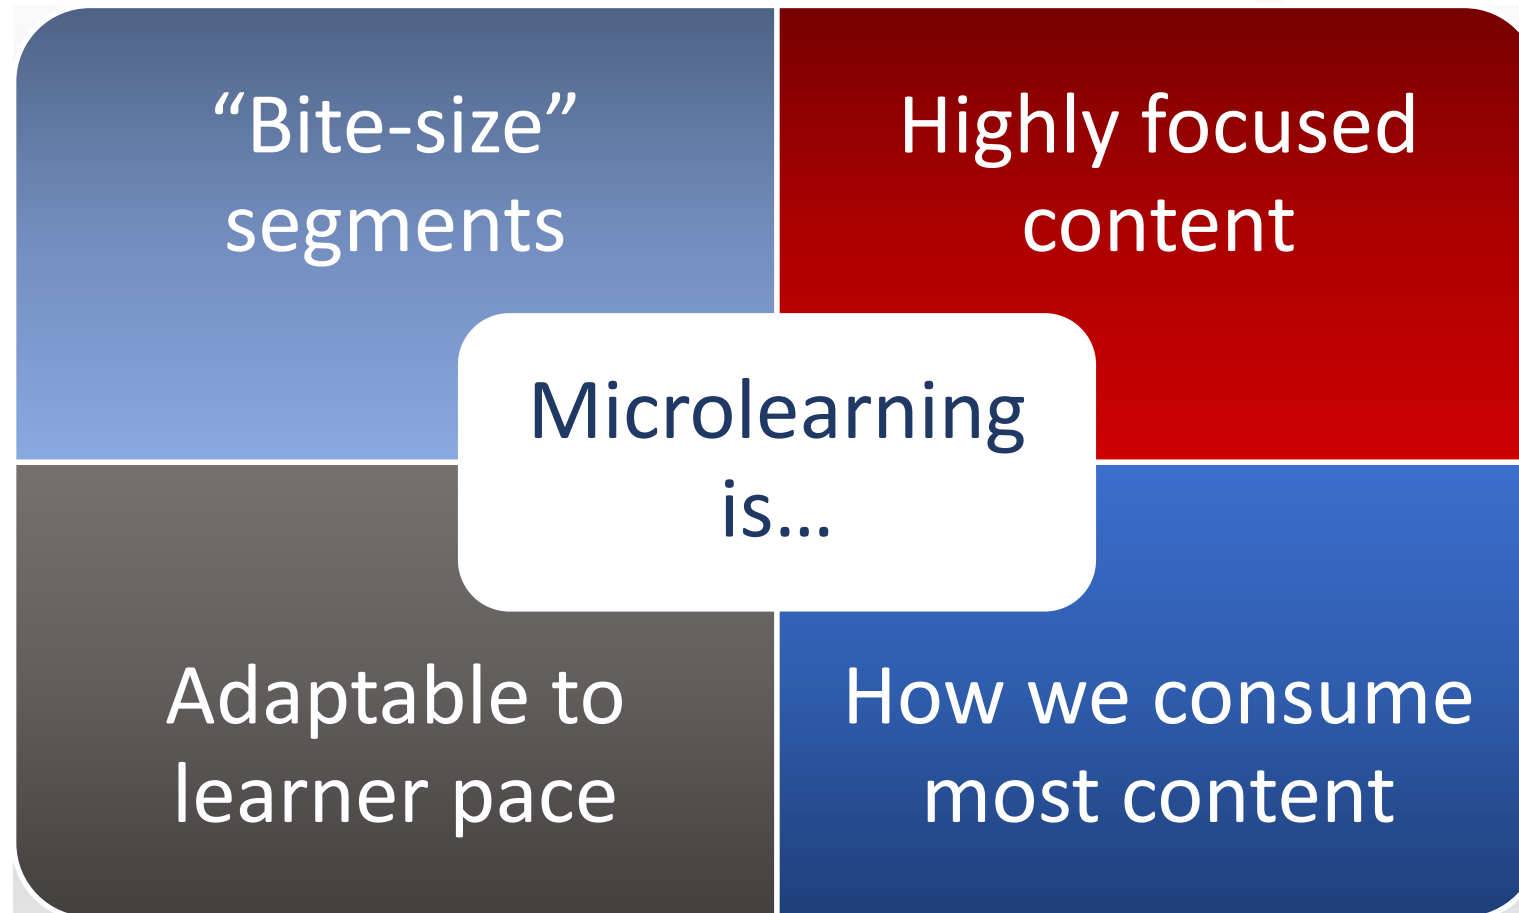 “Bite-size”
segments
Highly focused
content
Microlearning
is…
Adaptable to
learner pace
How we consume
most content